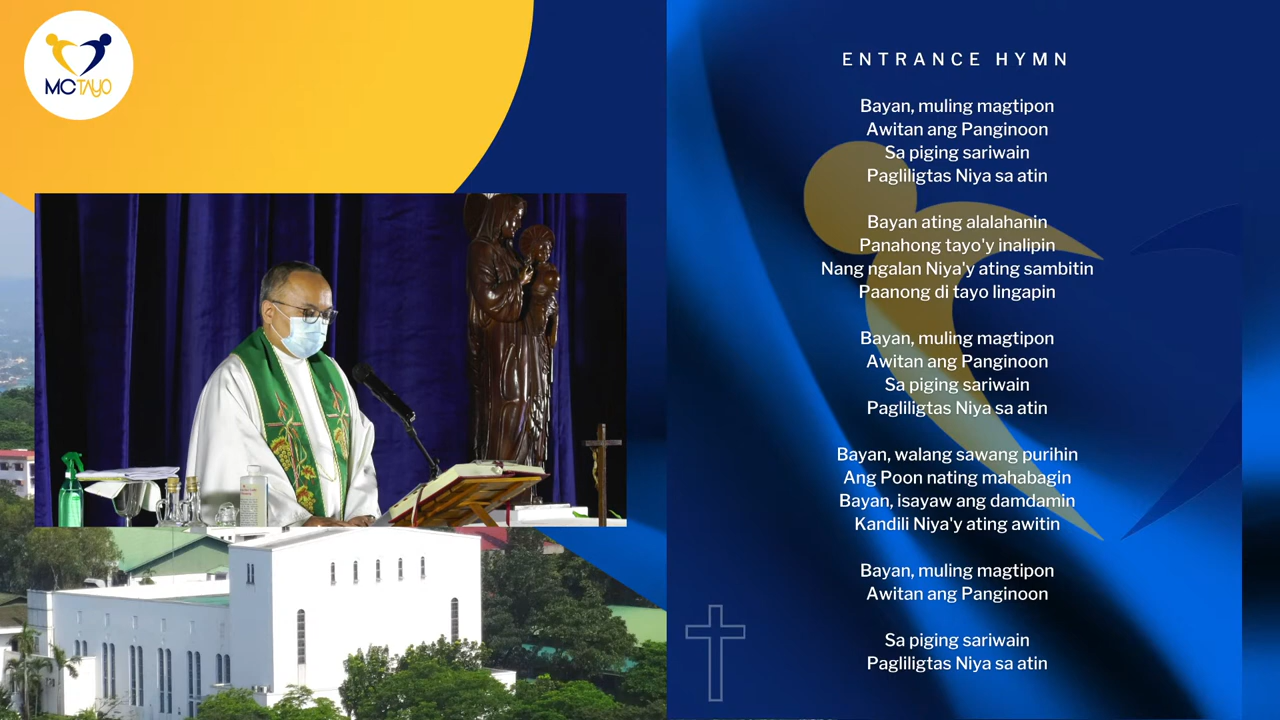 MCTAYO
ENTRANCE HYMN
Bayan, muling magtipon
Awitan ang Panginoon
Sa piging sariwain
Pagliligtas Niya sa atin
Bayan ating alalahanin
Panahong tayo'y inalipin
Nang ngalan Niya'y ating sambitin
Paanong di tayo lingapin
Bayan, muling magtipon
Awitan ang Panginoon
Sa piging sariwain
Pagliligtas Niya sa atin
Bayan, walang sawang purihin
Ang Poon nating mahabagin
Bayan, isayaw ang damdamin
Kandili Niya'y ating awitin
Bayan, muling magtipon
Awitan ang Panginoon
Sa piging sariwain
Pagliligtas Niya sa atin